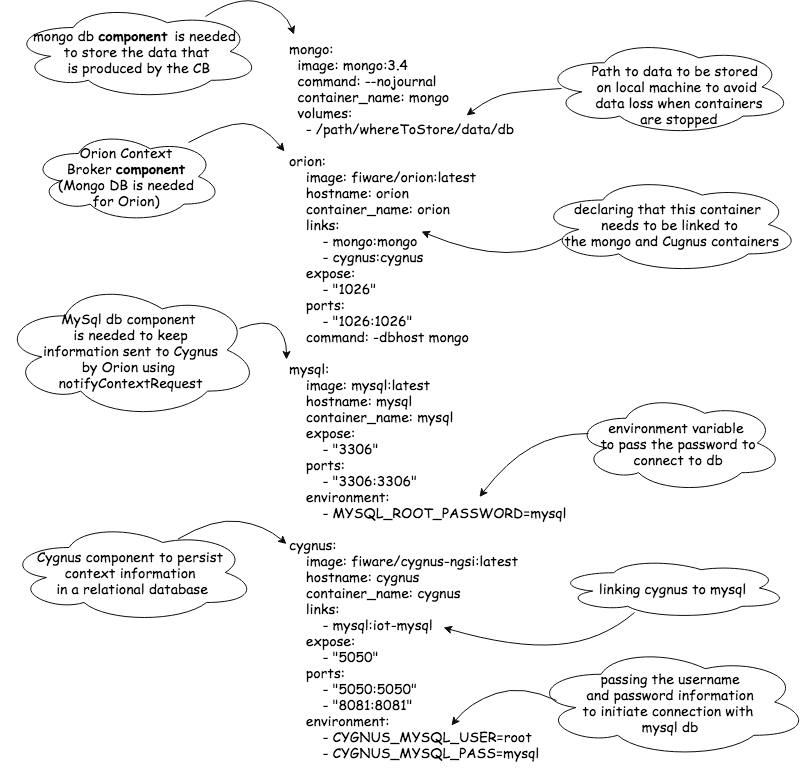 mongo db component is needed
to store the data that
is produced by the CB
mongo:
image: mongo:3.4
command: --nojournal
container_name: mongo
volumes:
- /path/whereToStore/data/db
Path to data to be stored
on local machine to avoid
data loss when containers
are stopped
Orion Context
Broker component
(Mongo DB is needed
for Orion)
orion:
image: fiware/orion:latest
hostname: orion
container_name: orion
links:
- mongo:mongo
- cygnus:cygnus
expose:
- "1026"
ports:
- "1026:1026"
command: -dbhost mongo
declaring that this container
needs to be linked to
the mongo and Cugnus containers
MySql db component
is needed to keep
information sent to Cygnus
by Orion using
notifyContextRequest
mysql:
image: mysql:latest
hostname: mysql
container_name: mysql
expose:
- "3306"
ports:
- "3306:3306"
environment:
- MYSQL_ROOT_PASSWORD=mysql
environment variable
to pass the password to
connect to db
Cygnus component to persist
context information
in a relational database
cygnus:
image: fiware/cygnus-ngsi:latest
hostname: cygnus
container_name: cygnus
links:
- mysql:iot-mysql
expose:
- "5050"
ports:
- "5050:5050"
- "8081:8081"
environment:
- CYGNUS_MYSQL_USER=root
- CYGNUS_MYSQL_PASS=mysql
linking cygnus to mysql
passing the username
and password information
to initiate connection with
mysql db